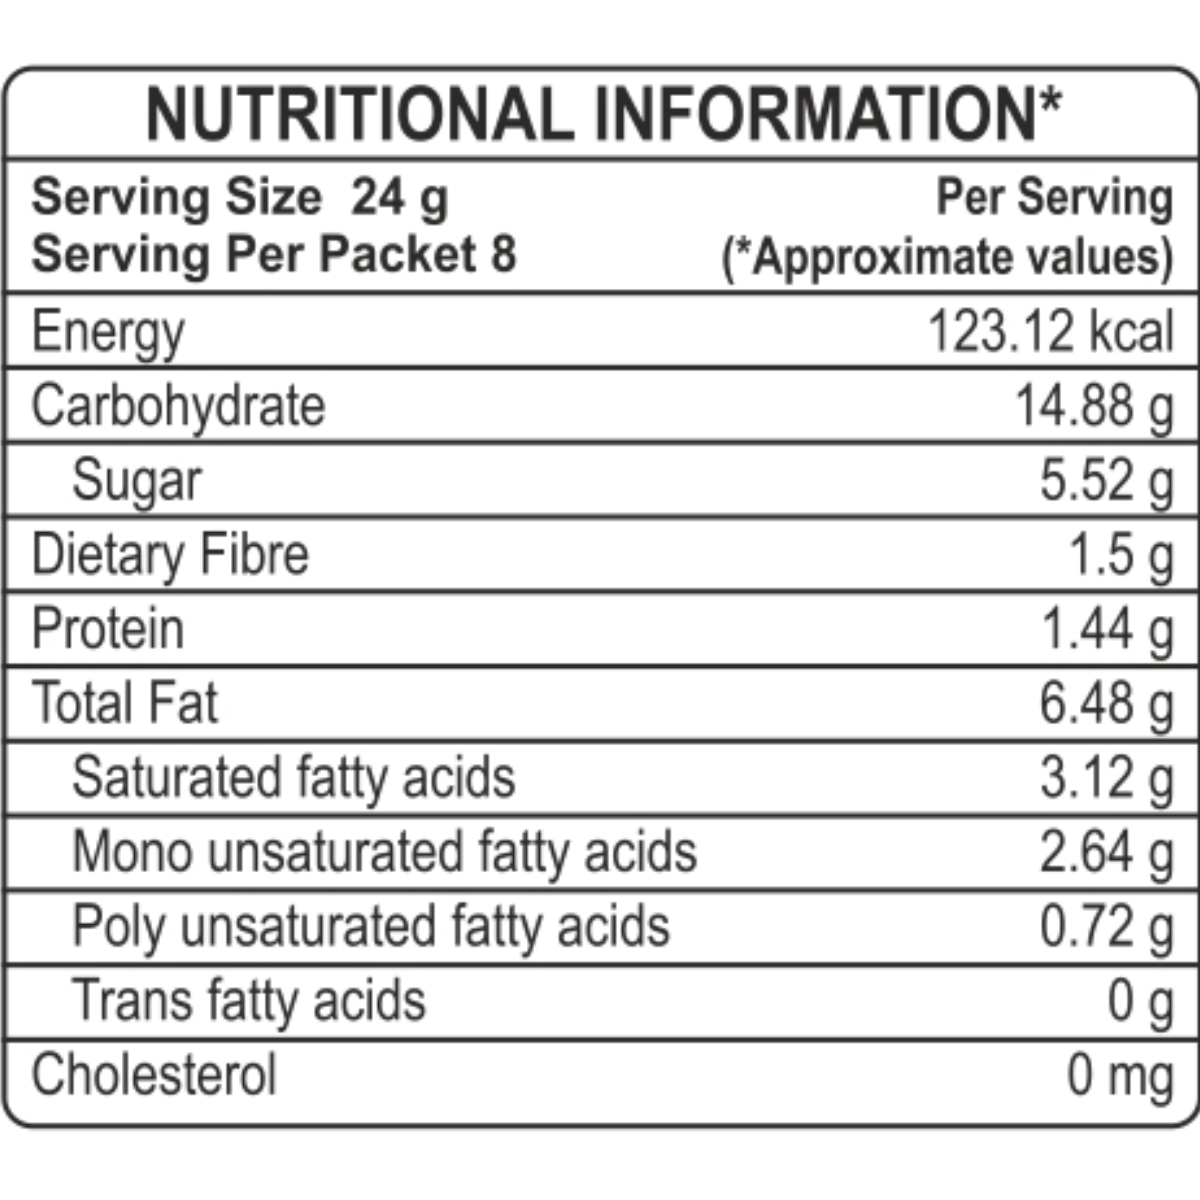 NUTRITIONAL INFORMATION*
Serving Size 24 g Per Serving
Serving Per Packet 8 (*Approximate values)
Energy 123.12 kcal
Carbohydrate 14.88 g
Sugar 5.52 g
Dietary Fibre 1.5 g
Protein 1.44 g
Total Fat 6.48 g
Saturated fatty acids 3.12 g
Mono unsaturated fatty acids 2.64 g
Poly unsaturated fatty acids 0.72 g
Trans fatty acids 0 g
Cholesterol 0 mg